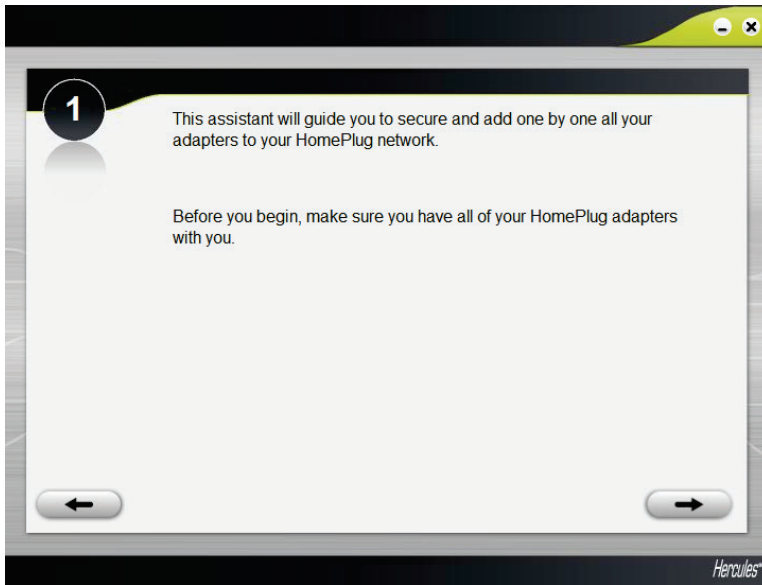 1
This assistant will guide you to secure and add one by one all your
adapters to your HomePlug network.
Before you begin, make sure you have all of your HomePlug adapters
with you.
Hercules